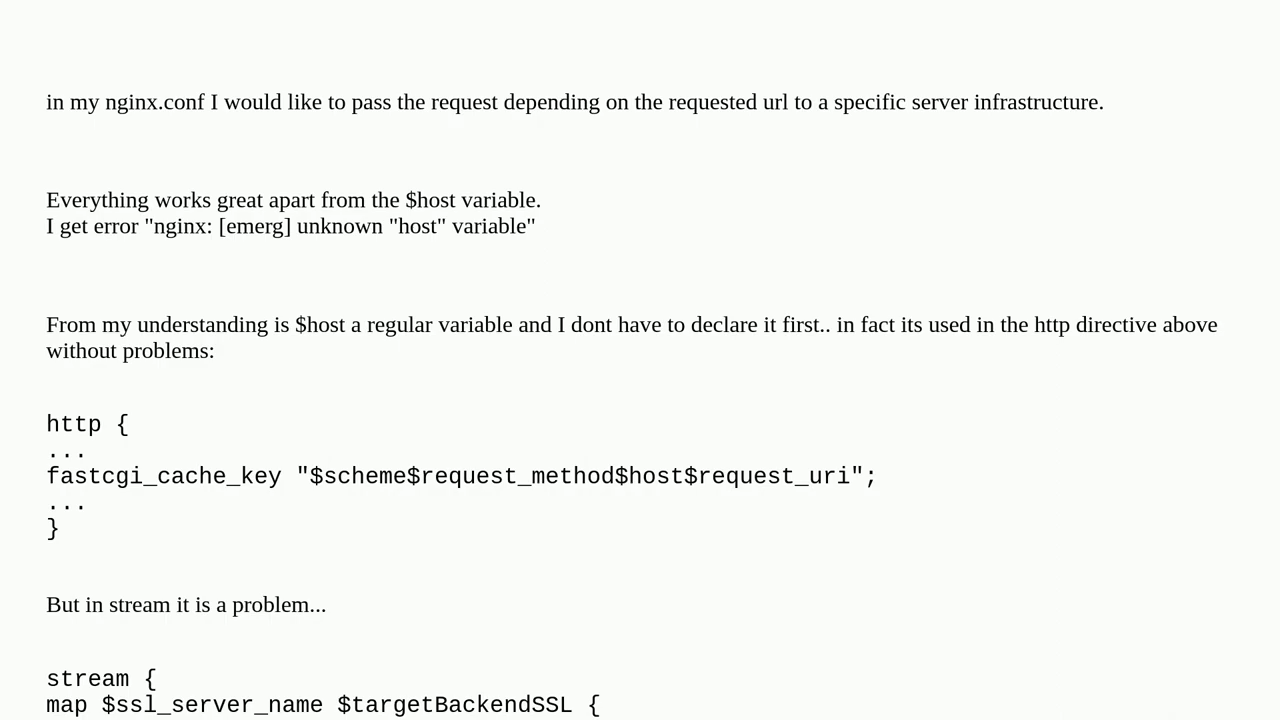 in my nginx.conf I would like to pass the request depending on the requested url to a specific server infrastructure.
Everything works great apart from the $host variable.
I get error "nginx: [emerg] unknown "host" variable"
From my understanding is $host a regular variable and I dont have to declare it first.. in fact its used in the http directive above
without problems:
http {
...
fastcgi_cache_key "$scheme$request_method$host$request_uri";
...
}
But in stream it is a problem...
stream {
map $ssl_server_name $targetBackendSSL {